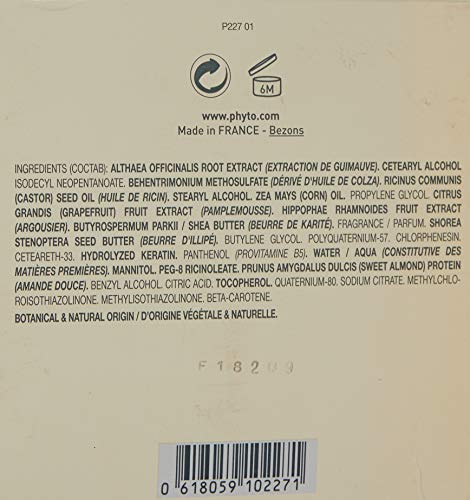 P227 01
6M
www.phyto.com
Made in FRANCE - Bezons
INGREDIENTS (COCTAB): ALTHAEA OFFICINALIS ROOT EXTRACT (EXTRACTION DE GUIMAUVE). CETEARYL ALCOHOL
ISODECYL NEOPENTANOATE. BEHENTRIMONIUM METHOSULFATE (DÉRIVÉ D'HUILE DE COLZA). RICINUS COMMUNIS
(CASTOR) SEED OIL (HUILE DE RICIN). STEARYL ALCOHOL. ZEA MAYS (CORN) OIL. PROPYLENE GLYCOL. CITRUS
GRANDIS (GRAPEFRUIT) FRUIT EXTRACT (PAMPLEMOUSSE). HIPPOPHAE RHAMNOIDES FRUIT EXTRACT
(ARGOUSIER). BUTYROSPERMUM PARKII / SHEA BUTTER (BEURRE DE KARITÉ). FRAGRANCE / PARFUM. SHOREA
STENOPTERA SEED BUTTER (BEURRE D'ILLIPÉ). BUTYLENE GLYCOL. POLYQUATERNIUM-57. CHLORPHENESIN.
CETEARETH-33. HYDROLYZED KERATIN. PANTHENOL (PROVITAMINE B5). WATER / AQUA (CONSTITUTIVE DES
MATIÈRES PREMIÈRES). MANNITOL. PEG-8 RICINOLEATE. PRUNUS AMYGDALUS DULCIS (SWEET ALMOND) PROTEIN
(AMANDE DOUCE). BENZYL ALCOHOL. CITRIC ACID. TOCOPHEROL. QUATERNIUM-80. SODIUM CITRATE. METHYLCHLO-
ROISOTHIAZOLINONE. METHYLISOTHIAZOLINONE. BETA-CAROTENE.
BOTANICAL & NATURAL ORIGIN / D'ORIGINE VÉGÉTALE & NATURELLE.
F18209
0 618059 102271